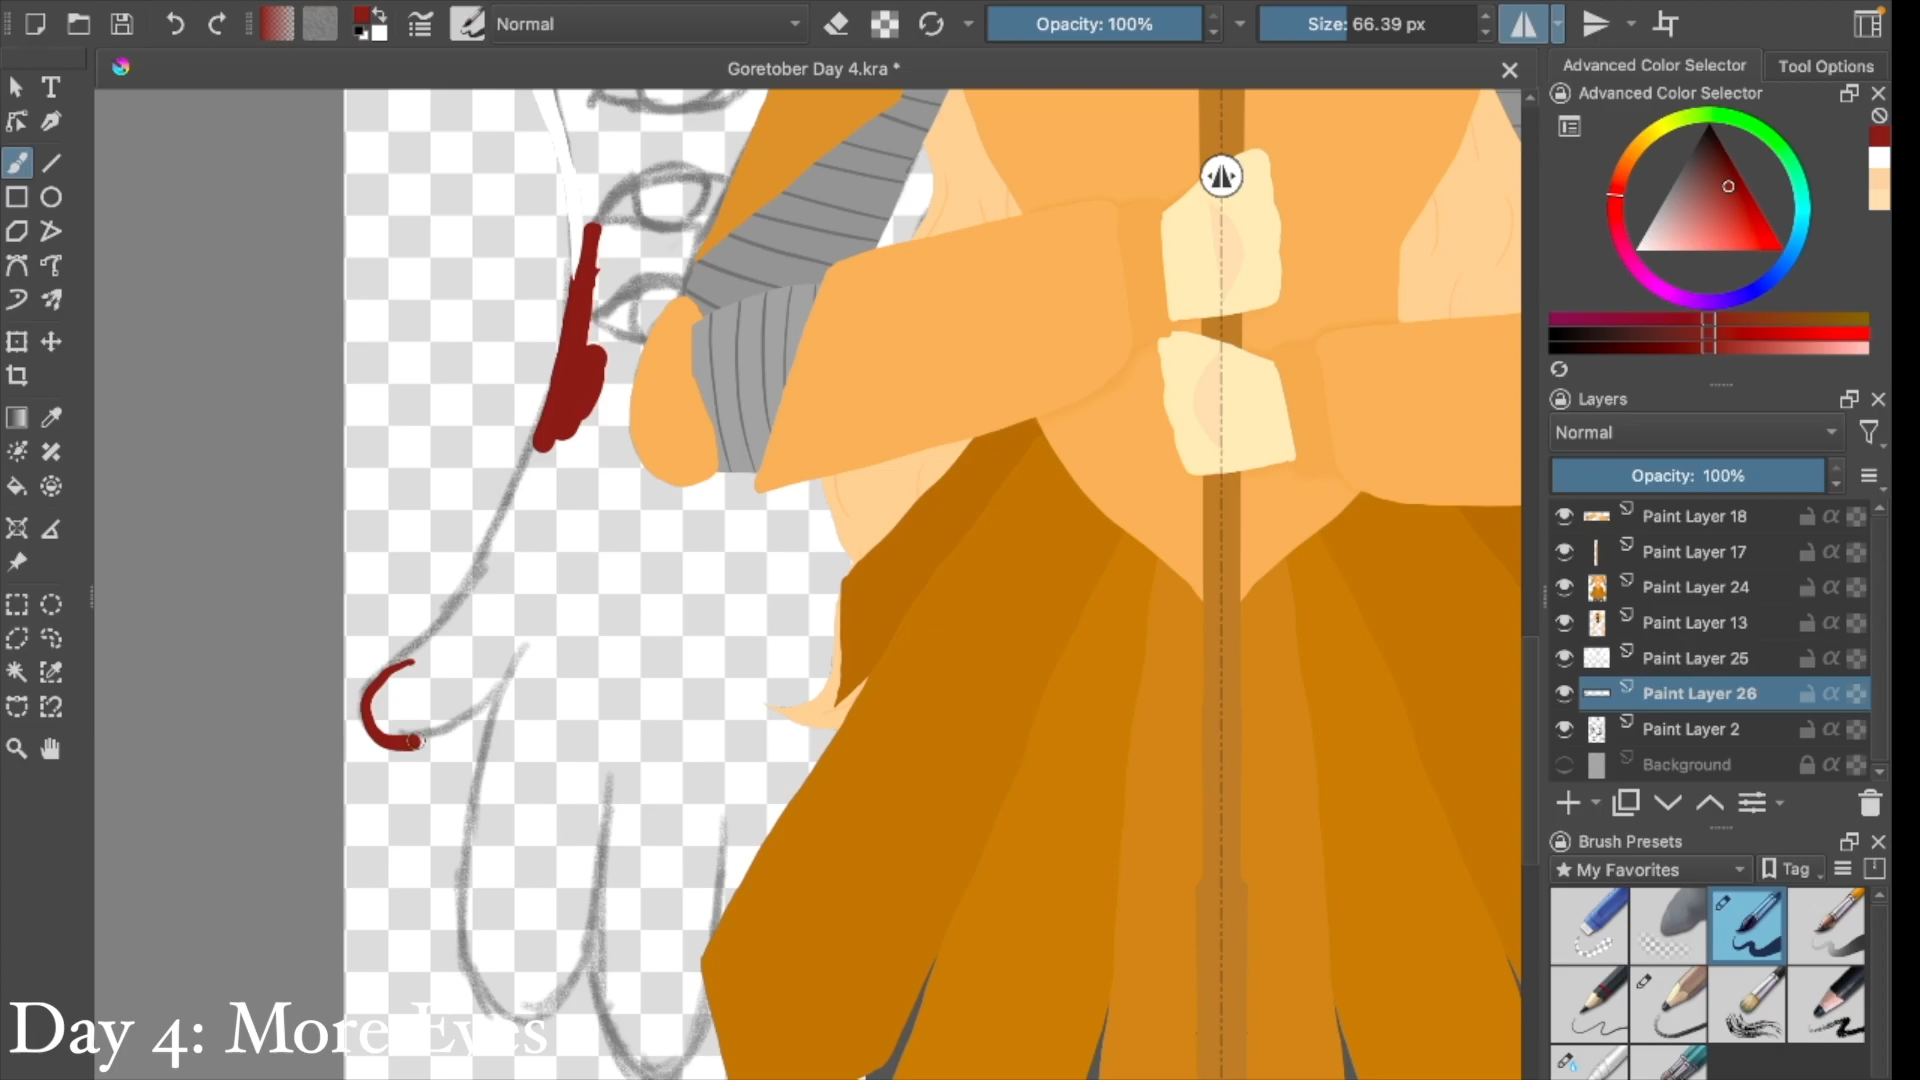 Normal
Opacity: 100%
Size: 66.39 px
Goretober Day 4.kra *
Advanced Color Selector
Tool Options
Advanced Color Selector
Layers
Normal
Opacity: 100%
Paint Layer 18
Paint Layer 17
Paint Layer 24
Paint Layer 13
Paint Layer 25
Paint Layer 26
Paint Layer 2
Background
Brush Presets
★ My Favorites
Tag
Day 4: More Eyes